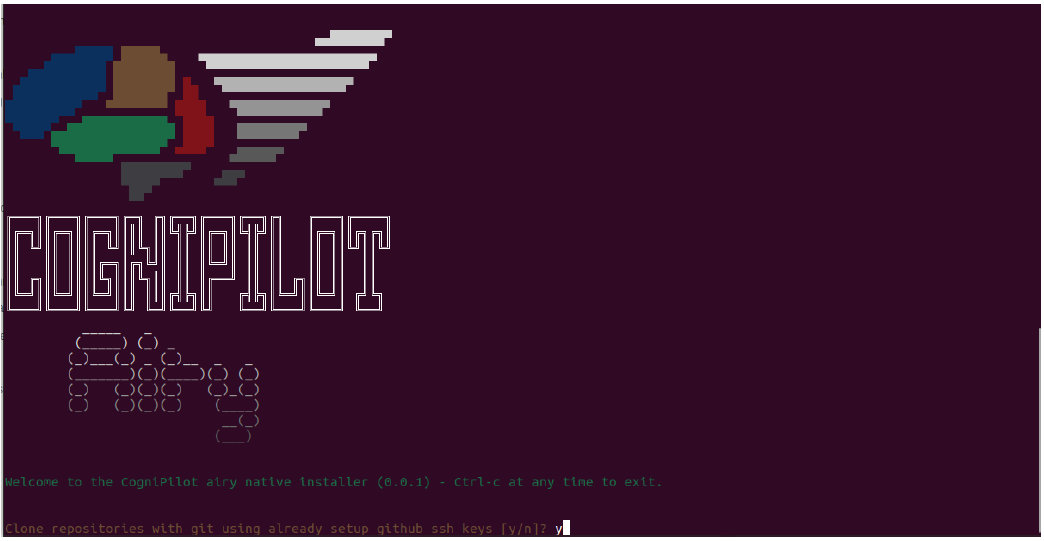 COGNIPILOT
Airy
Welcome to the CogniPilot airy native installer (0.0.1) - Ctrl-c at any time to exit.
Clone repositories with git using already setup github ssh keys [y/n]? y